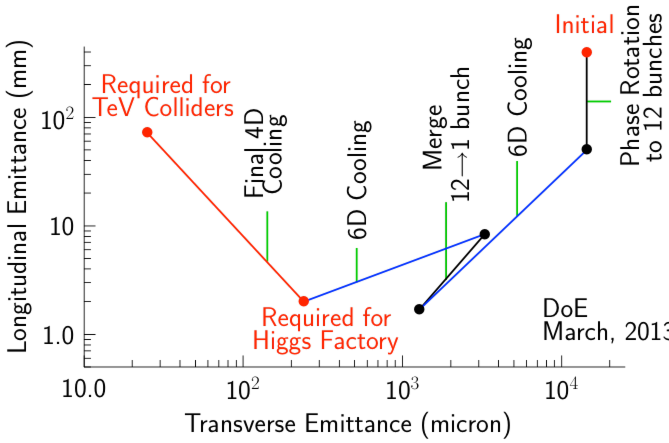 Initial
Required for
TeV Colliders
Final 4D
Cooling
6D Cooling
Merge
12→1 bunch
6D Cooling
Phase Rotation
to 12 bunches
Longitudinal Emittance (mm)
10²
10
1.0
Required for
Higgs Factory
DoE
March, 2013
10.0
10²
10³
10⁴
Transverse Emittance (micron)